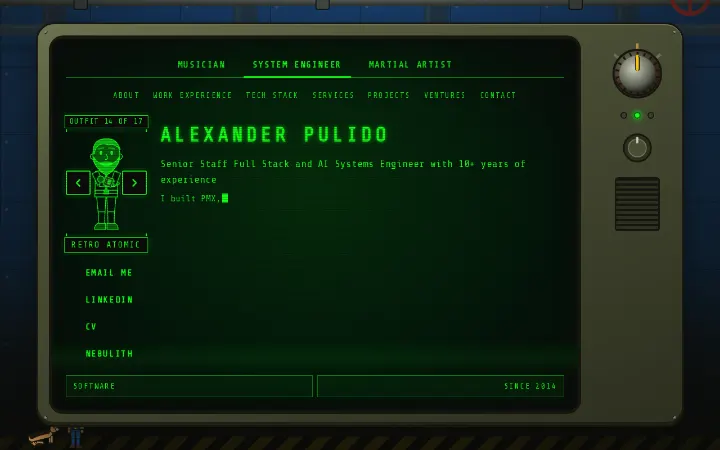 MUSICIAN SYSTEM ENGINEER MARTIAL ARTIST
ABOUT WORK EXPERIENCE TECH STACK SERVICES PROJECTS VENTURES CONTACT
OUTFIT 14 OF 17
RETRO ATOMIC
EMAIL ME
LINKEDIN
CV
NEBULITH
ALEXANDER PULIDO
Senior Staff Full Stack and AI Systems Engineer with 10+ years of
experience
I built PMX,
SOFTWARE SINCE 2014